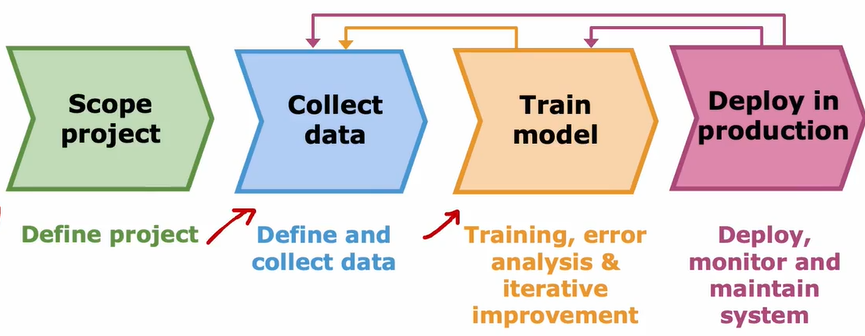 Scope
project
Collect
data
Train
model
Deploy in
production
Define project
Define and
collect data
Training, error
analysis &
iterative
improvement
Deploy,
monitor and
maintain
system